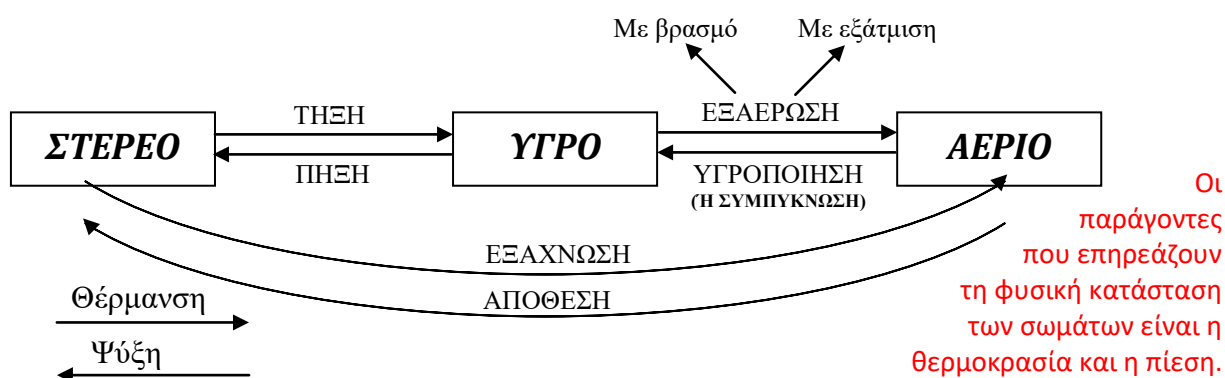 Με βρασμό
Με εξάτμιση
ΣΤΕΡΕΟ
ΤΗΞΗ
ΠΗΞΗ
ΥΓΡΟ
ΕΞΑΕΡΩΣΗ
ΥΓΡΟΠΟΙΗΣΗ
(Ή ΣΥΜΠΥΚΝΩΣΗ)
ΑΕΡΙΟ
ΕΞΑΧΝΩΣΗ
ΑΠΟΘΕΣΗ
Θέρμανση
Ψύξη
Οι
παράγοντες
που επηρεάζουν
τη φυσική κατάσταση
των σωμάτων είναι η
θερμοκρασία και η πίεση.